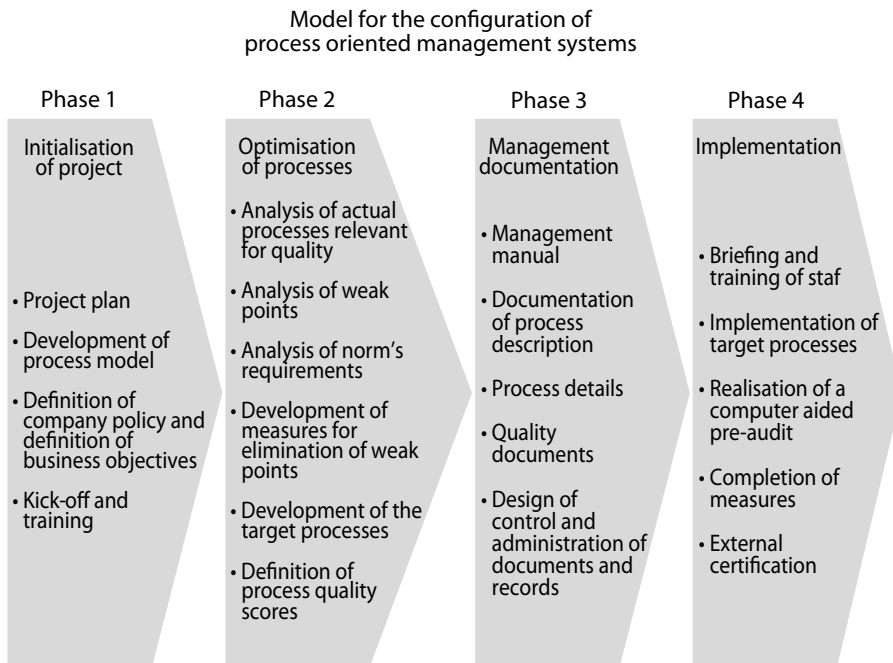 Model for the configuration of
process oriented management systems
Phase 1
Initialisation
of project
• Project plan
• Development of
process model
• Definition of
company policy and
definition of
business objectives
• Kick-off and
training
Phase 2
Optimisation
of processes
• Analysis of actual
processes relevant
for quality
• Analysis of weak
points
• Analysis of norm's
requirements
• Development of
measures for
elimination of weak
points
• Development of the
target processes
• Definition of
process quality
scores
Phase 3
Management
documentation
• Management
manual
• Documentation
of process
description
• Process details
• Quality
documents
• Design of
control and
administration of
documents and
records
Phase 4
Implementation
• Briefing and
training of staf
• Implementation of
target processes
• Realisation of a
computer aided
pre-audit
• Completion of
measures
• External
certification